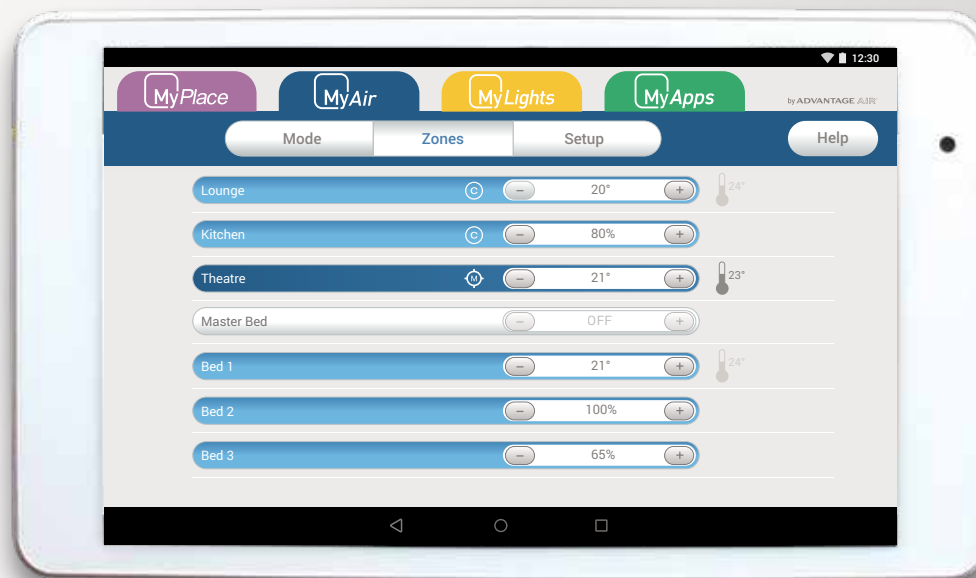 12:30
MyPlace MyAir MyLights MyApps by ADVANTAGE AIR
Mode Zones Setup Help
Lounge C − 20° + 24°
Kitchen C − 80% +
Theatre M − 21° + 23°
Master Bed − OFF +
Bed 1 − 21° + 24°
Bed 2 − 100% +
Bed 3 − 65% +